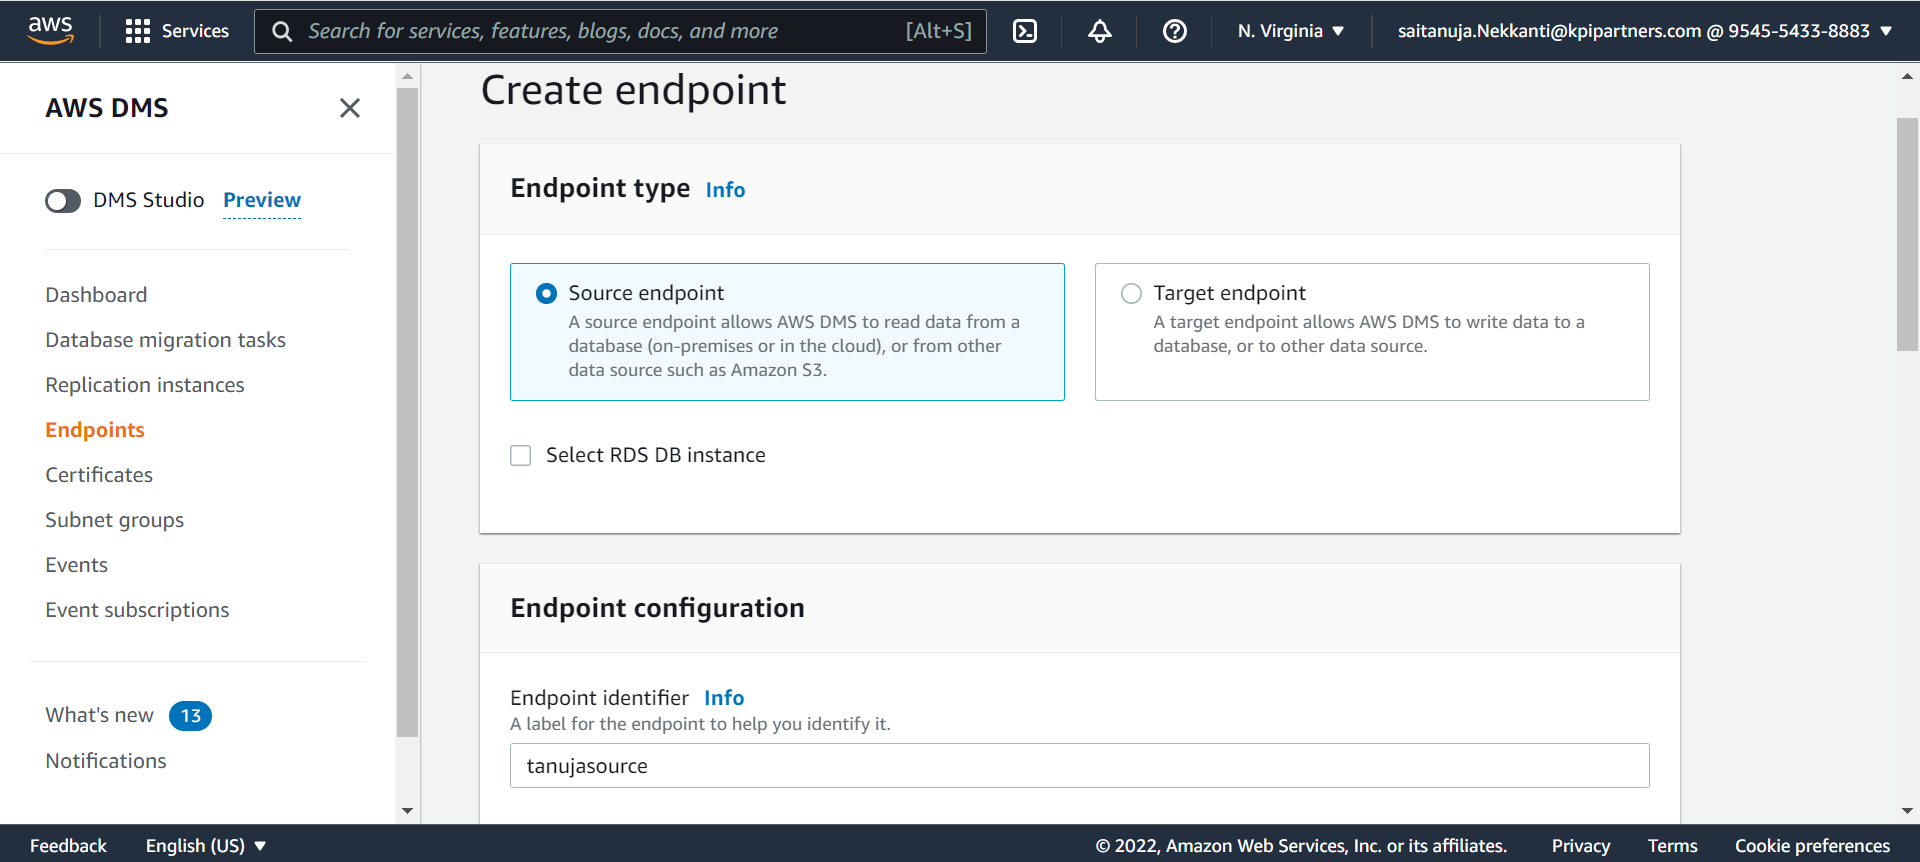 aws
Services
Search for services, features, blogs, docs, and more [Alt+S]
N. Virginia ▼
saitanuja.Nekkanti@kpipartners.com @ 9545-5433-8883 ▼
AWS DMS
DMS Studio Preview
Dashboard
Database migration tasks
Replication instances
Endpoints
Certificates
Subnet groups
Events
Event subscriptions
What's new 13
Notifications
Create endpoint
Endpoint type Info
Source endpoint
A source endpoint allows AWS DMS to read data from a
database (on-premises or in the cloud), or from other
data source such as Amazon S3.
Target endpoint
A target endpoint allows AWS DMS to write data to a
database, or to other data source.
Select RDS DB instance
Endpoint configuration
Endpoint identifier Info
A label for the endpoint to help you identify it.
tanujasource
Feedback
English (US) ▼
© 2022, Amazon Web Services, Inc. or its affiliates.
Privacy
Terms
Cookie preferences